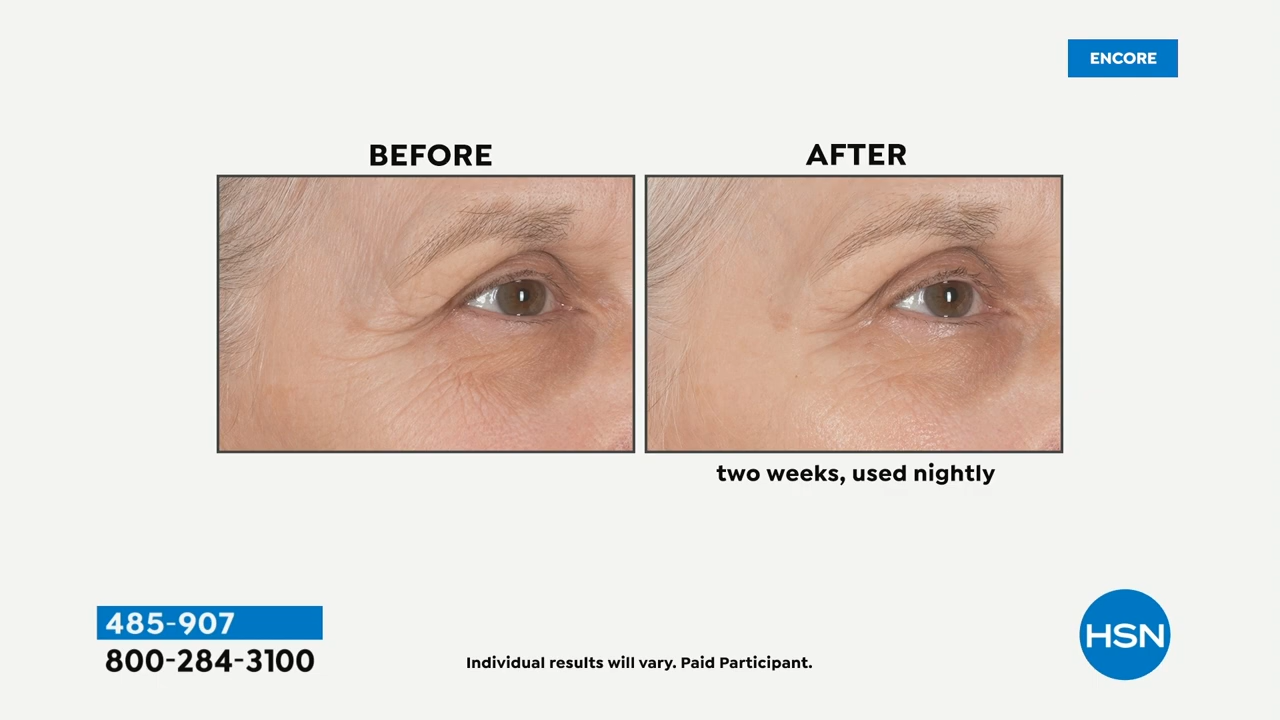 ENCORE
BEFORE
AFTER
two weeks, used nightly
485-907
800-284-3100
Individual results will vary. Paid Participant.
HSN